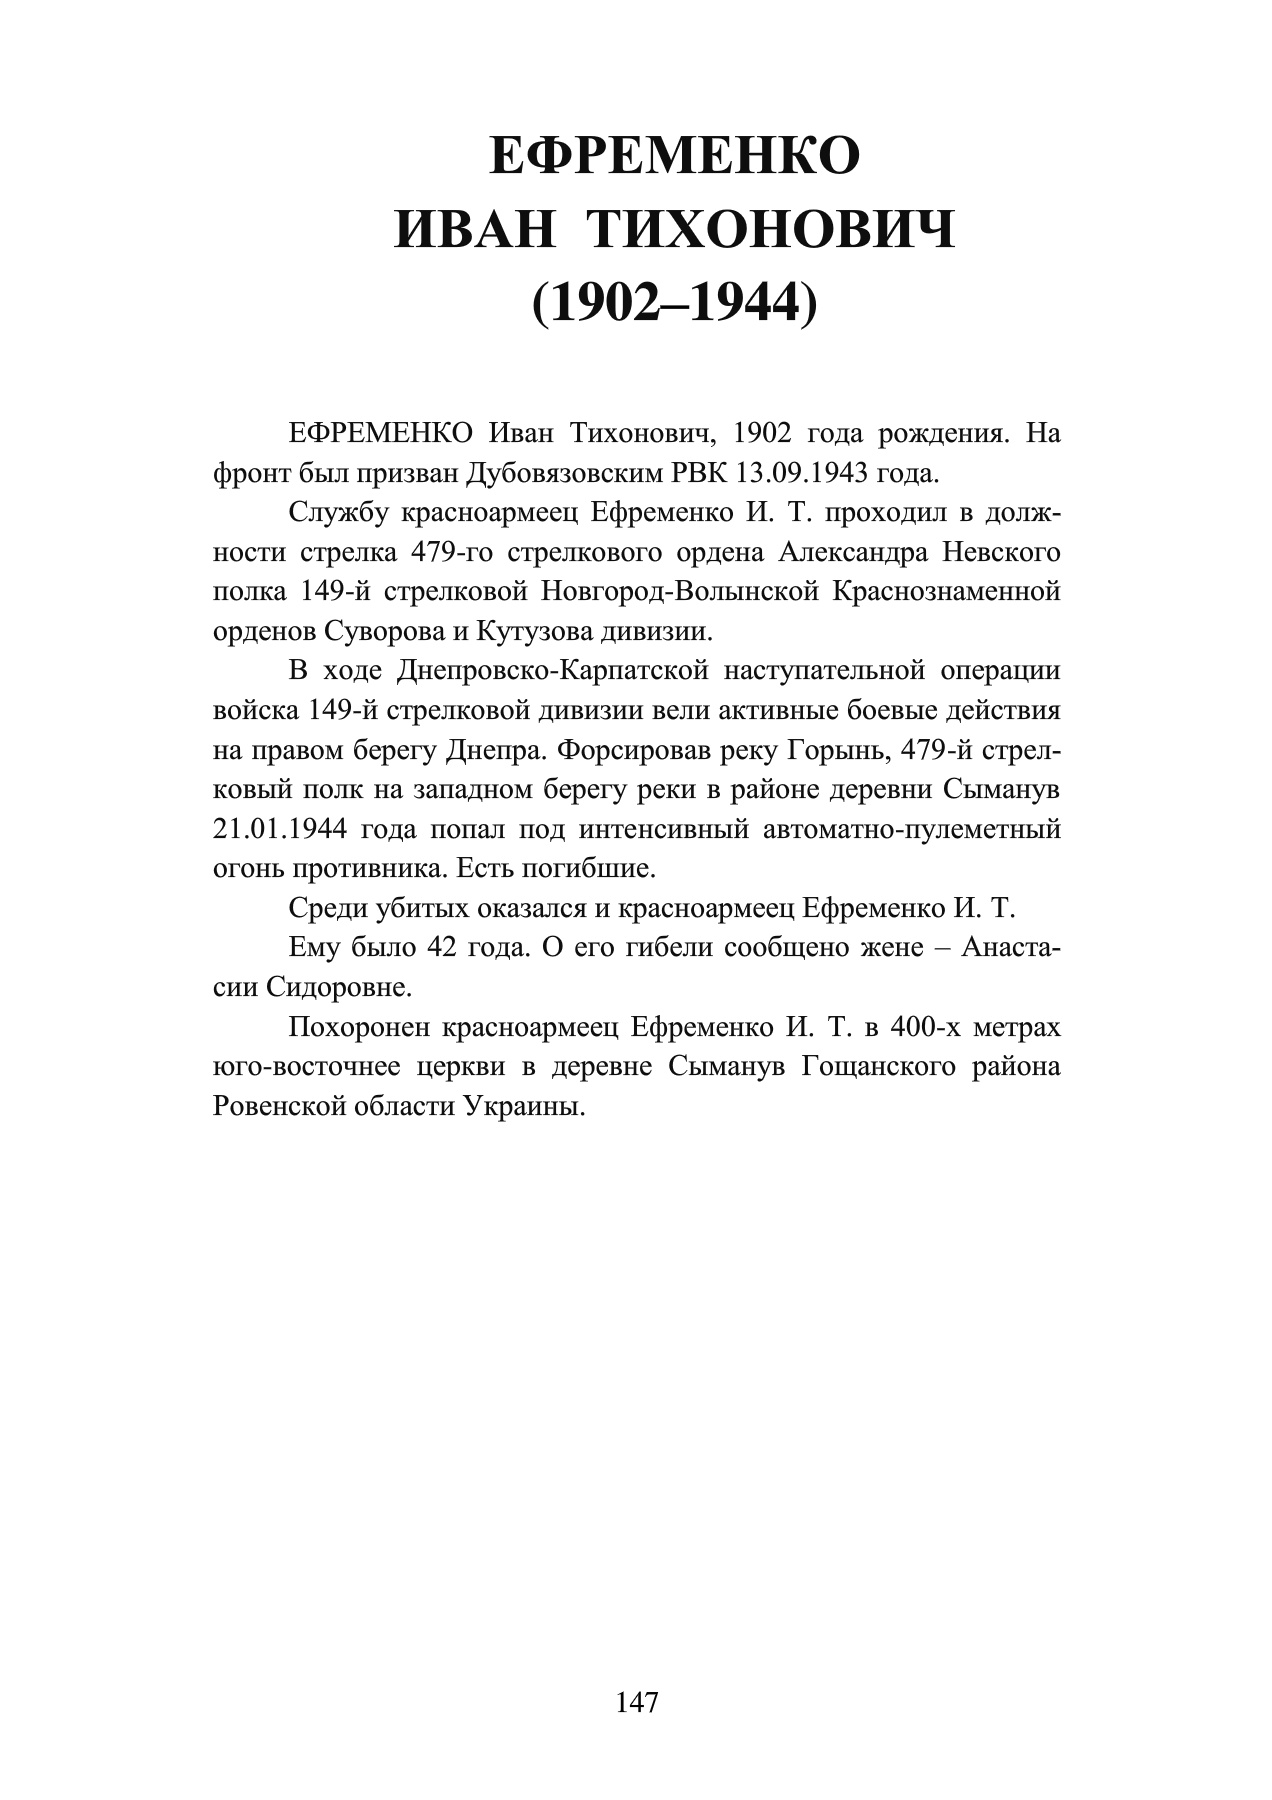 ЕФРЕМЕНКО
ИВАН ТИХОНОВИЧ
(1902–1944)
ЕФРЕМЕНКО Иван Тихонович, 1902 года рождения. На
фронт был призван Дубовязовским РВК 13.09.1943 года.
Службу красноармеец Ефременко И. Т. проходил в долж-
ности стрелка 479-го стрелкового ордена Александра Невского
полка 149-й стрелковой Новгород-Волынской Краснознаменной
орденов Суворова и Кутузова дивизии.
В ходе Днепровско-Карпатской наступательной операции
войска 149-й стрелковой дивизии вели активные боевые действия
на правом берегу Днепра. Форсировав реку Горынь, 479-й стрел-
ковый полк на западном берегу реки в районе деревни Сыманув
21.01.1944 года попал под интенсивный автоматно-пулеметный
огонь противника. Есть погибшие.
Среди убитых оказался и красноармеец Ефременко И. Т.
Ему было 42 года. О его гибели сообщено жене – Анаста-
сии Сидоровне.
Похоронен красноармеец Ефременко И. Т. в 400-х метрах
юго-восточнее церкви в деревне Сыманув Гощанского района
Ровенской области Украины.
147